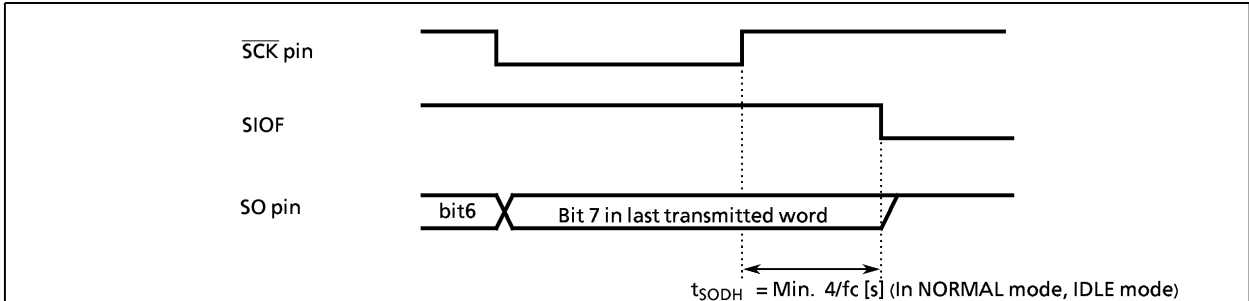 SCK pin
SIOF
SO pin
bit6
Bit 7 in last transmitted word
tSODH = Min. 4/fc [s] (In NORMAL mode, IDLE mode)